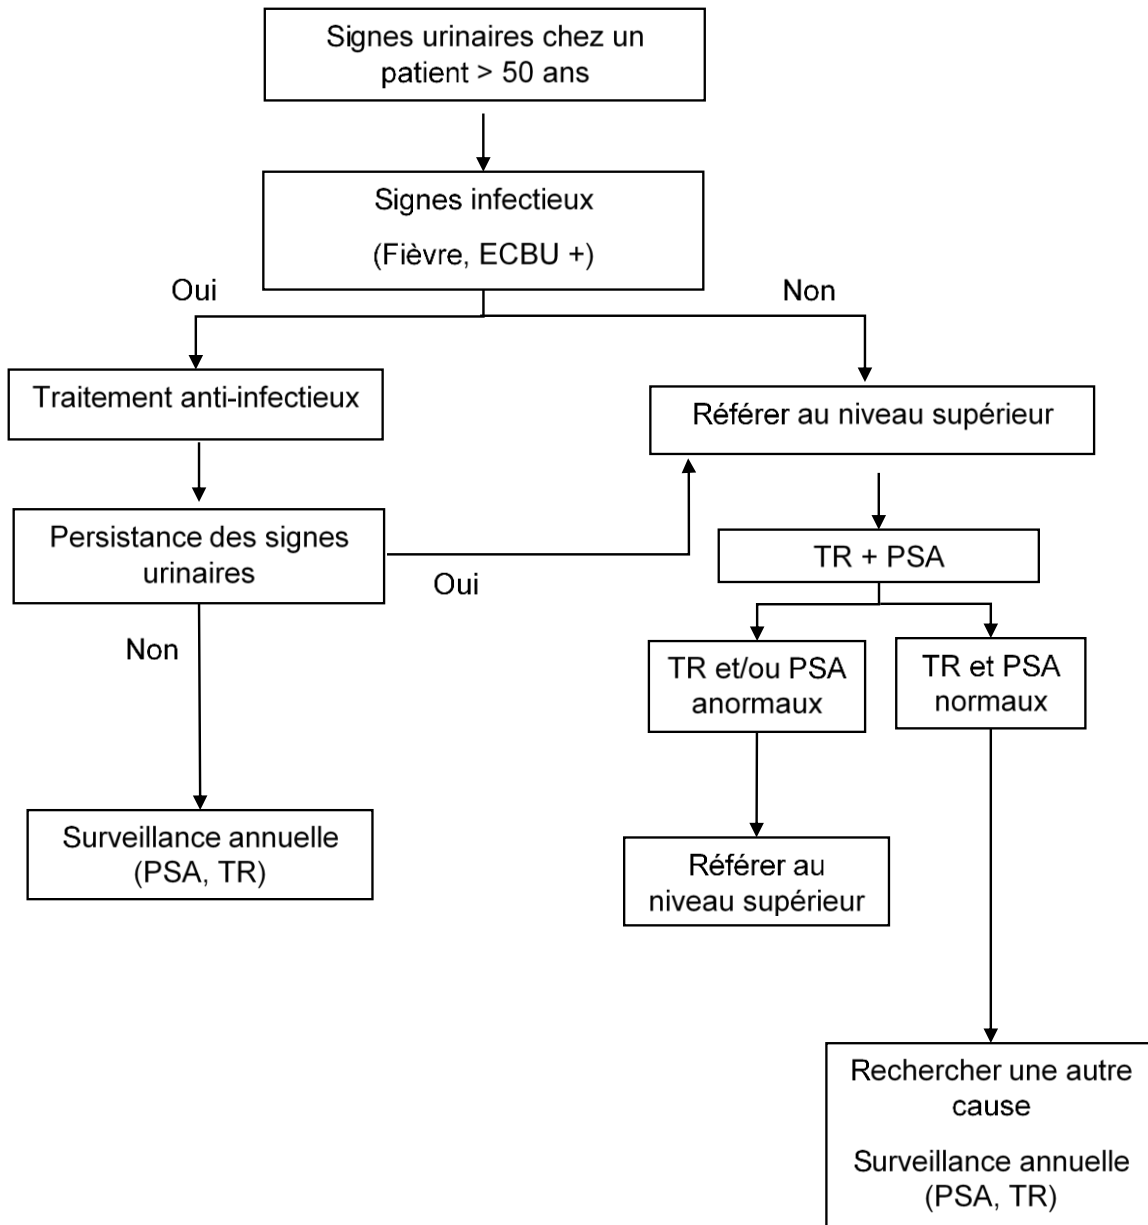 Signes urinaires chez un
patient > 50 ans
Signes infectieux
(Fièvre, ECBU +)
Oui
Non
Traitement anti-infectieux
Référer au niveau supérieur
Persistance des signes
urinaires
Oui
TR + PSA
Non
TR et/ou PSA
anormaux
TR et PSA
normaux
Surveillance annuelle
(PSA, TR)
Référer au
niveau supérieur
Rechercher une autre
cause
Surveillance annuelle
(PSA, TR)